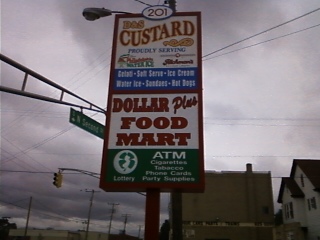 201
B&S
CUSTARD
PROUDLY SERVING
Gelati • Soft Serve • Ice Cream
Water Ice • Sundaes • Hot Dogs
DOLLAR Plus
FOOD
MART
ATM
Cigarettes
Tobacco
Phone Cards
Party Supplies
Lottery